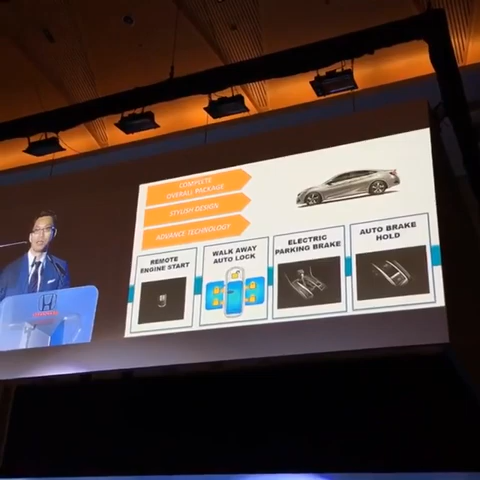 COMPLETE
OVERALL PACKAGE
STYLISH DESIGN
ADVANCE TECHNOLOGY
REMOTE
ENGINE START
WALK AWAY
AUTO LOCK
ELECTRIC
PARKING BRAKE
AUTO BRAKE
HOLD